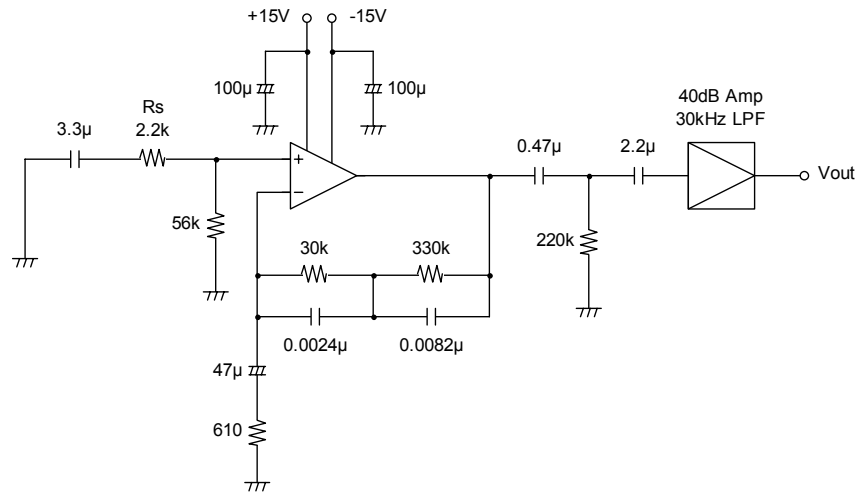 +15V
-15V
100µ
100µ
40dB Amp
30kHz LPF
Rs
2.2k
3.3µ
0.47µ
2.2µ
+
−
Vout
56k
30k
330k
220k
0.0024µ
0.0082µ
47µ
610